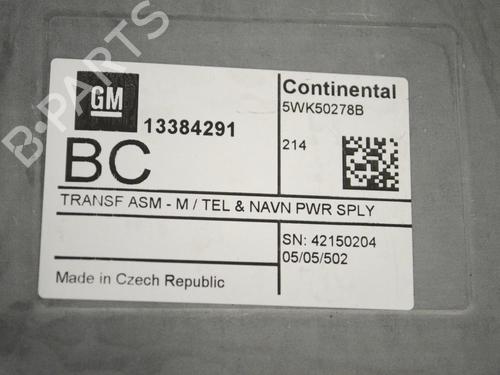 B-PARTS
GM
13384291
BC
Continental
5WK50278B
214
TRANSF ASM - M / TEL & NAVN PWR SPLY
SN: 42150204
05/05/502
Made in Czech Republic